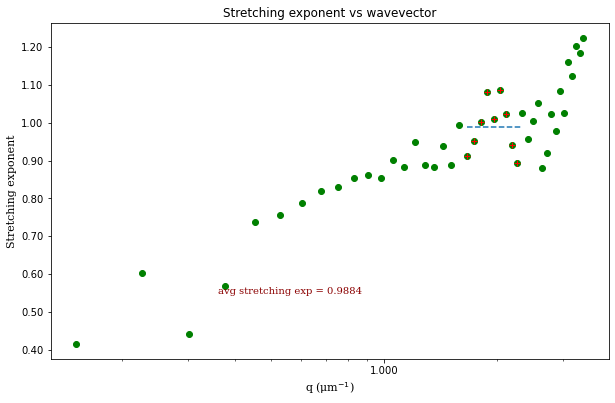 Stretching exponent vs wavevector
1.20
1.10
1.00
0.90
0.80
0.70
0.60
0.50
0.40
Stretching exponent
avg stretching exp = 0.9884
1.000
q (μm⁻¹)